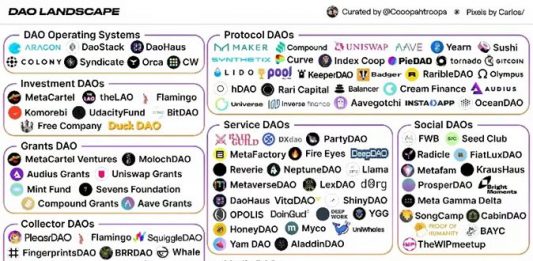 DAO LANDSCAPE
Curated by @Cooopahtroopa
Pixels by Carlos/
DAO Operating Systems
ARAGON DaoStack DaoHaus
COLONY Syndicate Orca CW
Investment DAOs
MetaCartel theLAO Flamingo
Komorebi UdacityFund BitDAO
Free Company Duck DAO
Grants DAO
MetaCartel Ventures MolochDAO
Audius Grants Uniswap Grants
Mint Fund Sevens Foundation
Compound Grants Aave Grants
Collector DAOs
PleasrDAO Flamingo SquiggleDAO
FingerprintsDAO BRRDAO Whale
Protocol DAOs
MAKER Compound UNISWAP AAVE Yearn Sushi
SYNTHETIX Curve Index Coop PieDAO tornado GITCOIN
LIDO pool KeeperDAO Badger RaribleDAO Olympus
hDAO Rari Capital Balancer Cream Finance AUDIUS
Universe Inverse finance Aavegotchi INSTADAPP OceanDAO
Service DAOs
RAID GUILD DXdao PartyDAO
MetaFactory Fire Eyes DeepDAO
Reverie NeptuneDAO Llama
MetaverseDAO LexDAO dOrg
DaoHaus VitaDAO ShinyDAO
OPOLIS DoinGud DEEP WORK YGG
HoneyDAO Myco UniWhales
Yam DAO AladdinDAO
Social DAOs
FWB Seed Club
Radicle FiatLuxDAO
Metafam KrausHaus
ProsperDAO Bright Moments
Meta Gamma Delta
SongCamp CabinDAO
PROOF OF HUMANITY BAYC
TheWIPmeetup